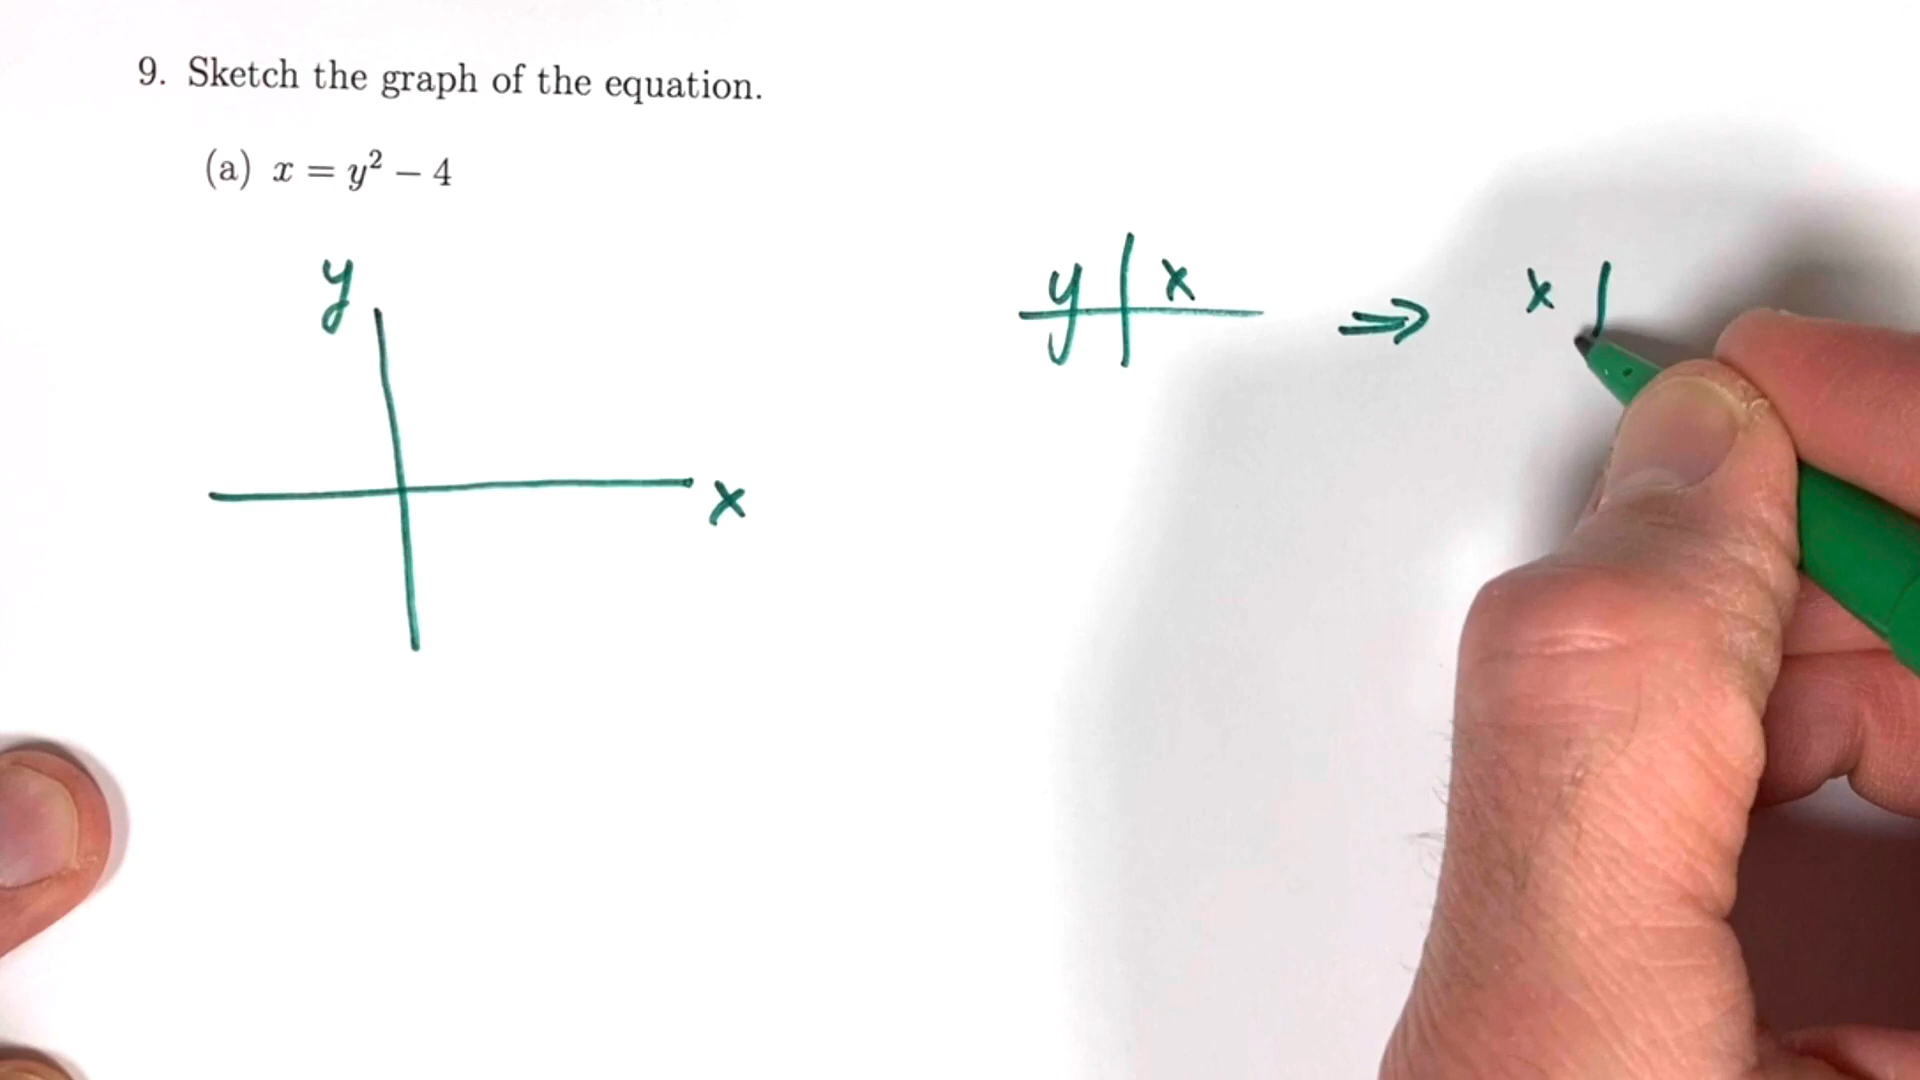 9. Sketch the graph of the equation.
(a) x = y² − 4
y
x
y | x ⇒ x |